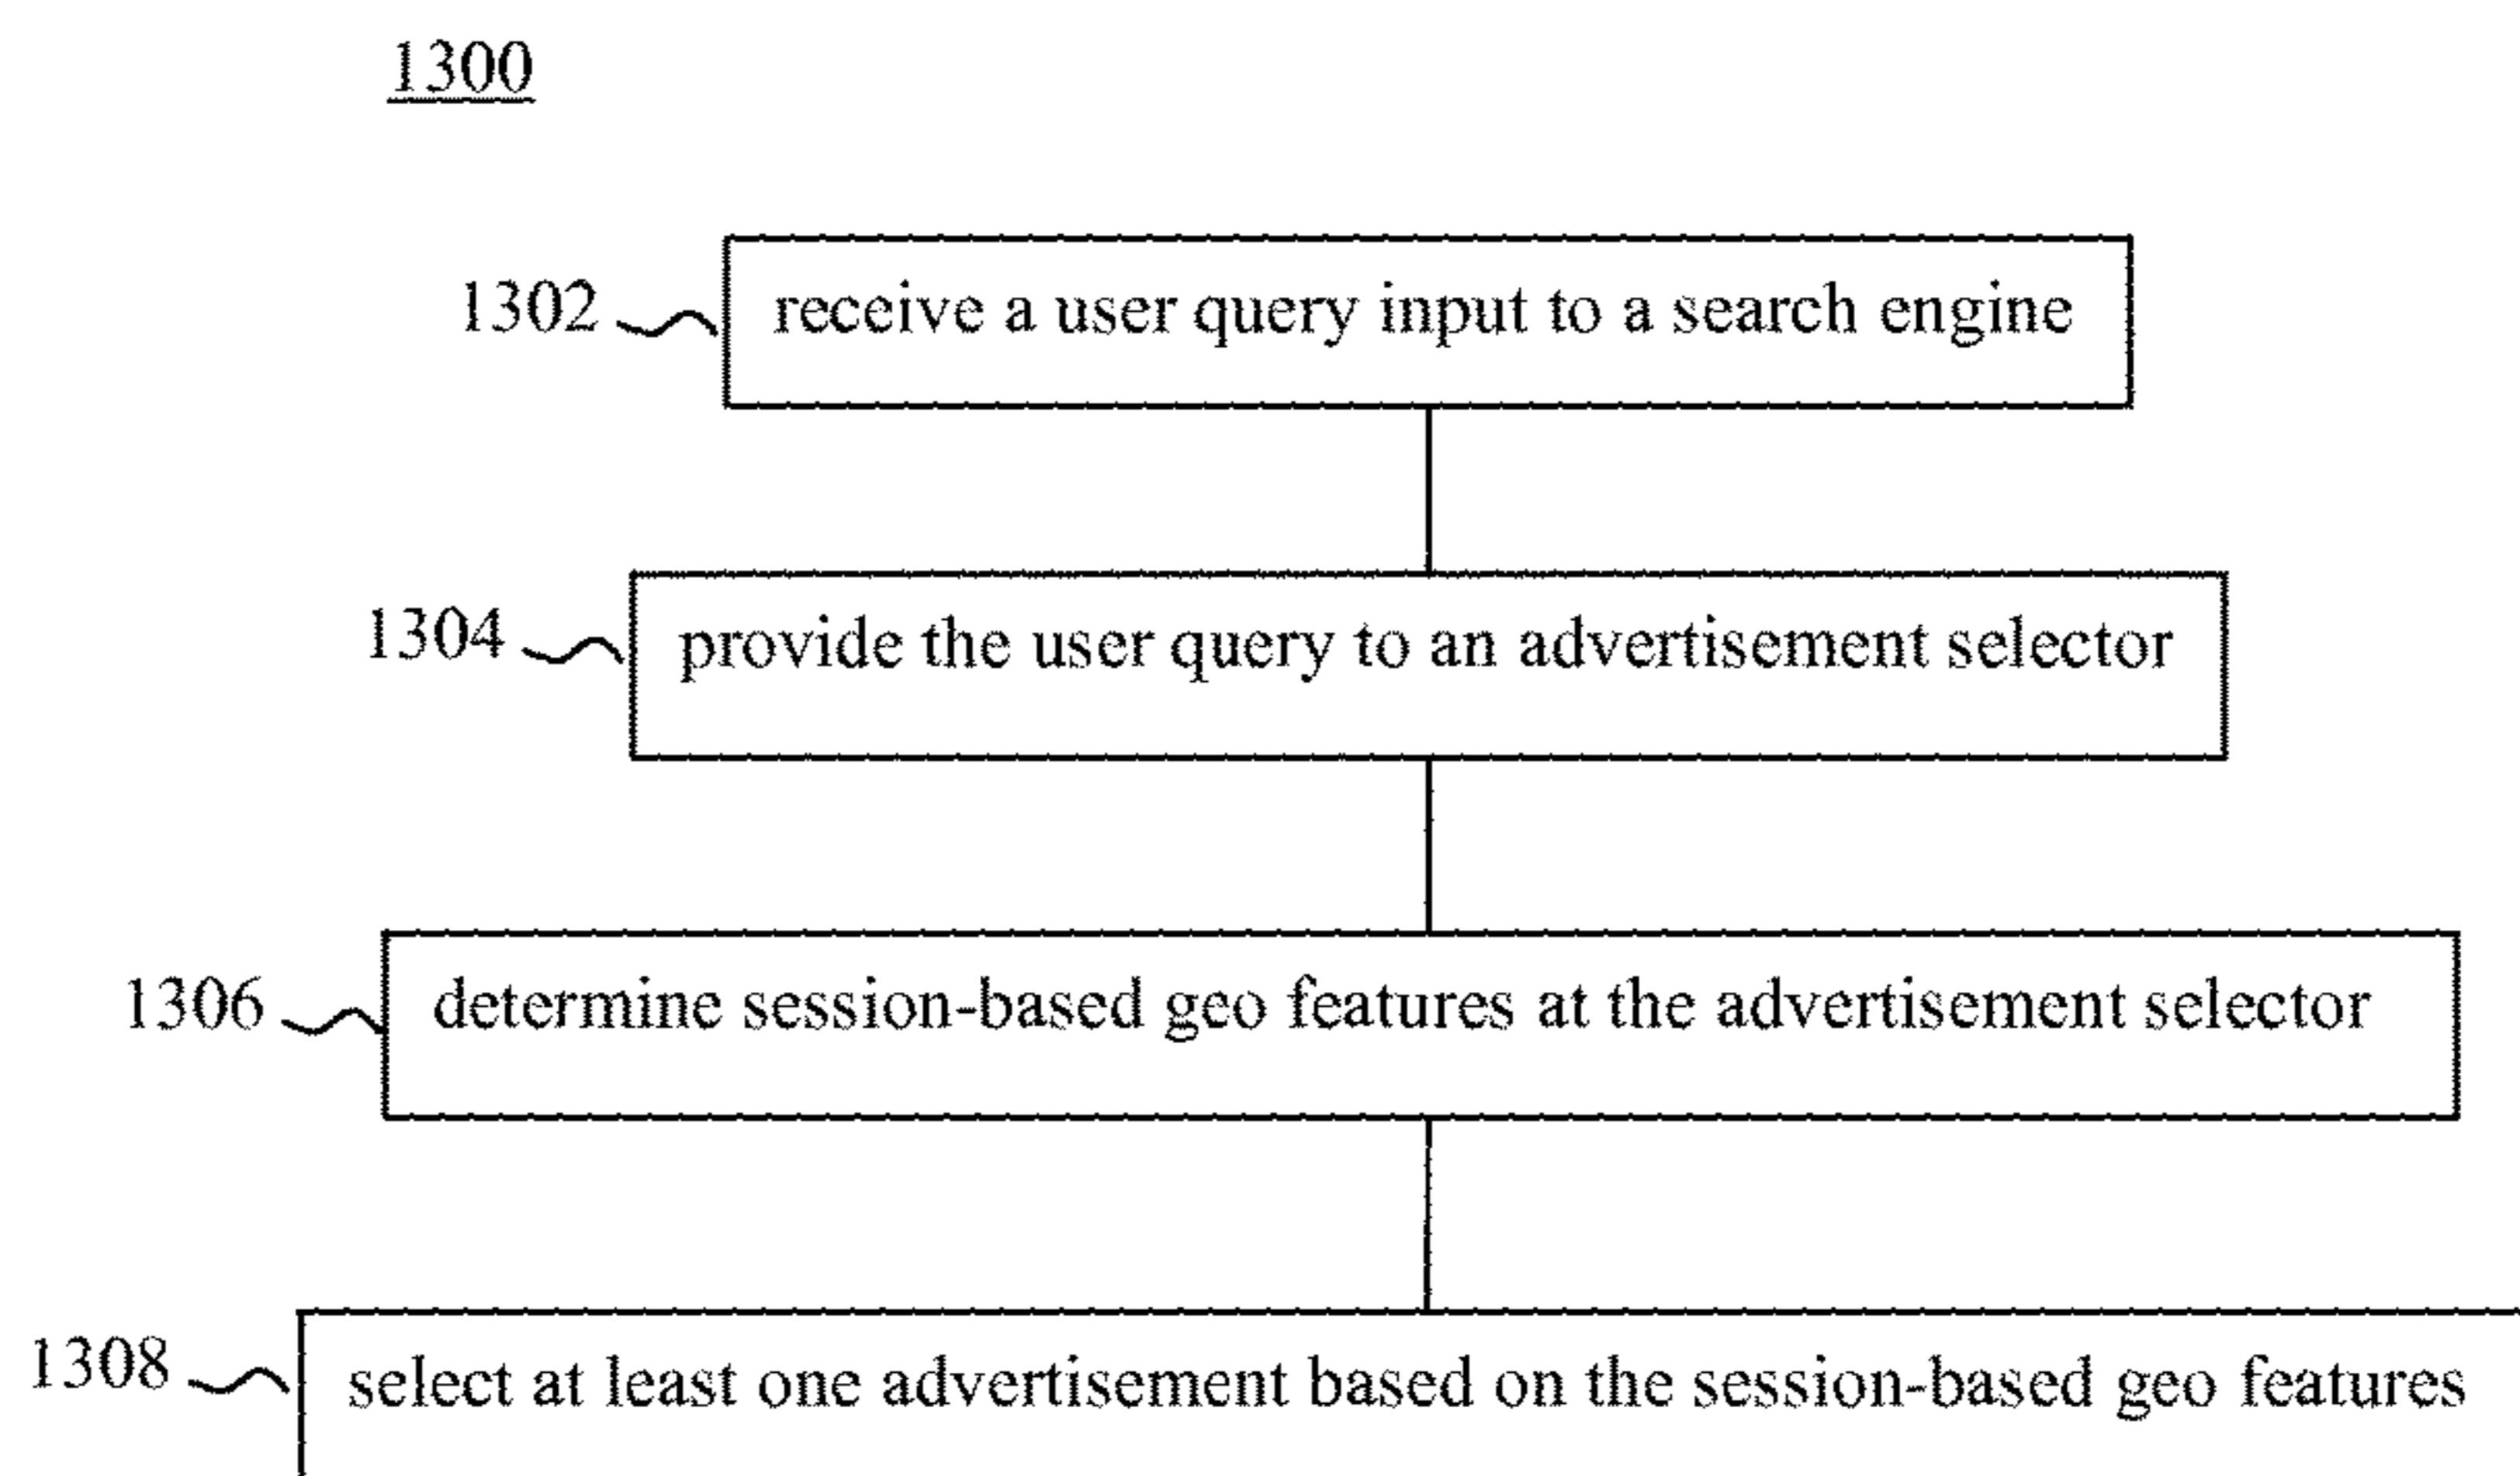 1300
1302 receive a user query input to a search engine
1304 provide the user query to an advertisement selector
1306 determine session-based geo features at the advertisement selector
1308 select at least one advertisement based on the session-based geo features